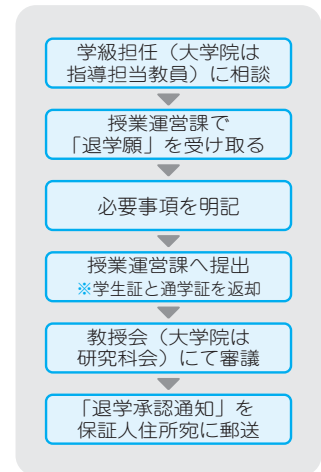 学級担任（大学院は
指導担当教員）に相談
授業運営課で
「退学願」を受け取る
必要事項を明記
授業運営課へ提出
※学生証と通学証を返却
教授会（大学院は
研究科会）にて審議
「退学承認通知」を
保証人住所宛に郵送